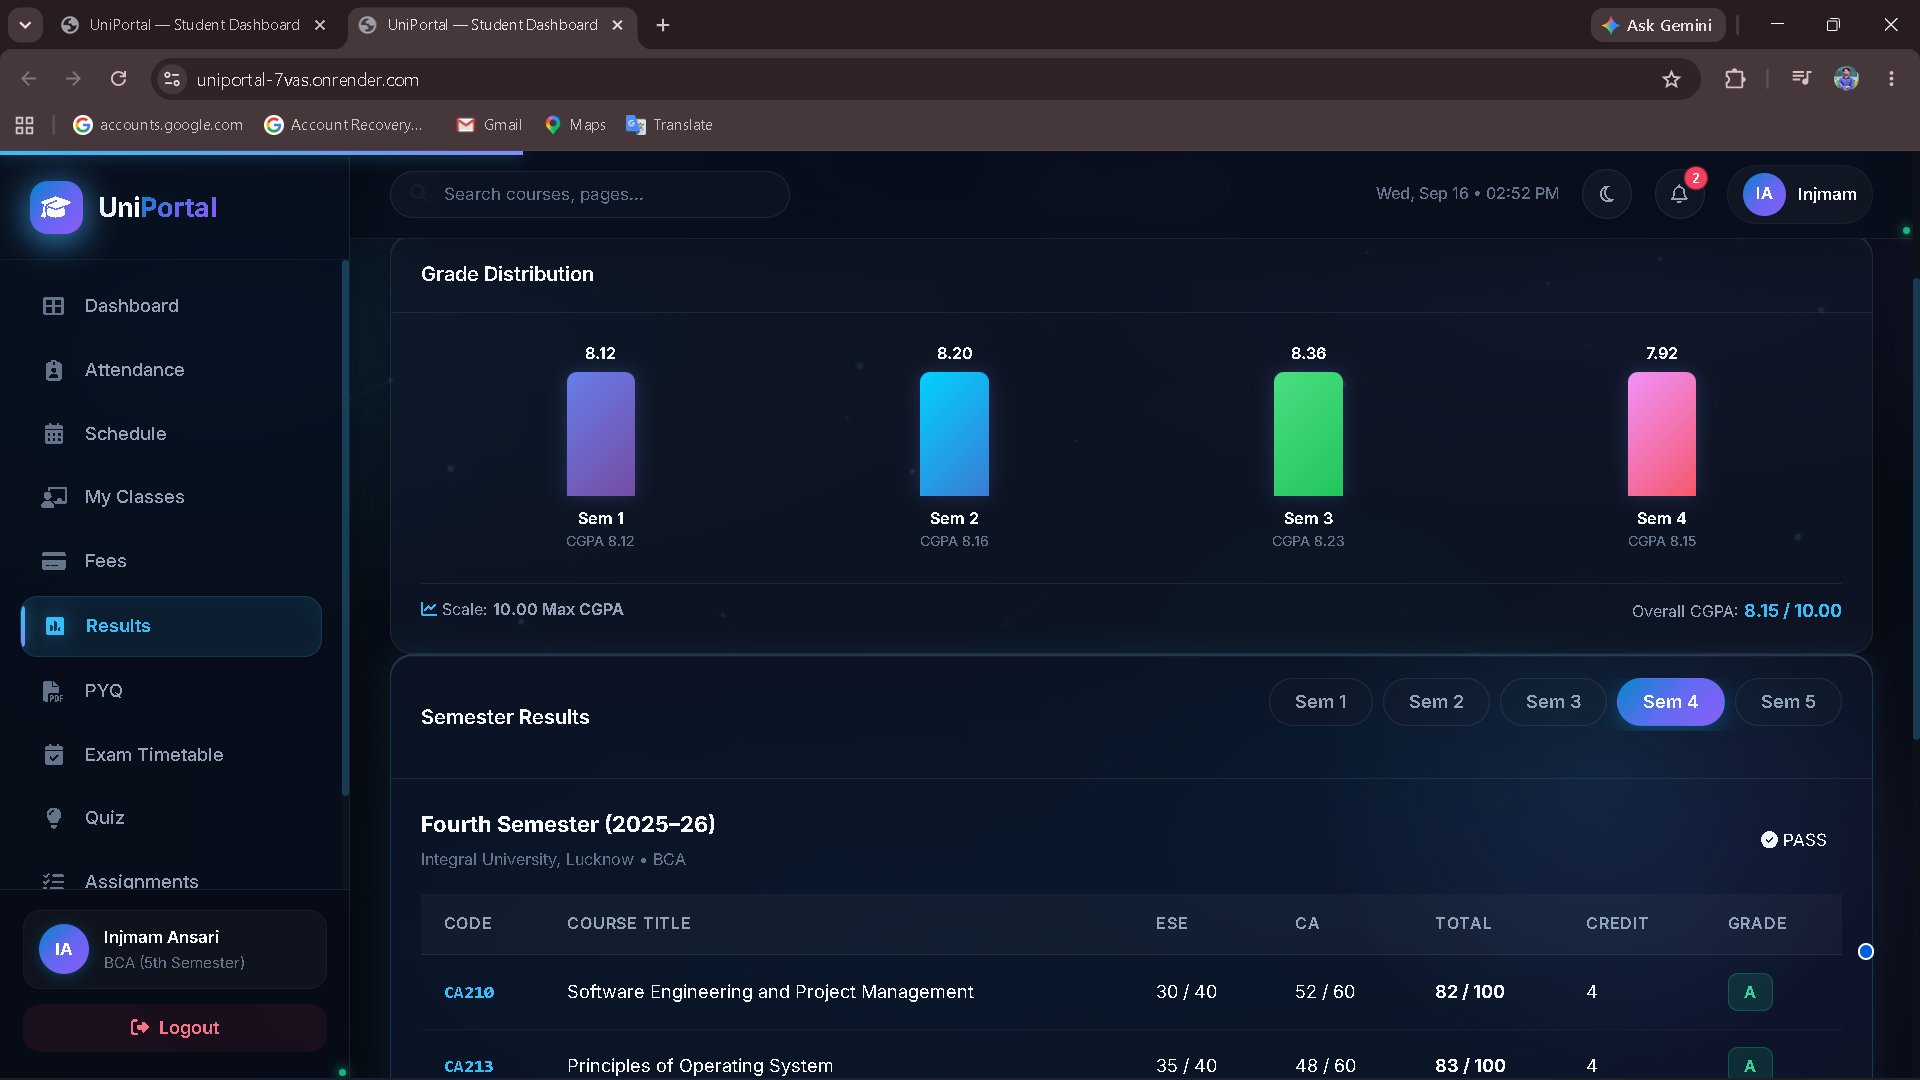 UniPortal — Student Dashboard
UniPortal — Student Dashboard
Ask Gemini
uniportal-7vas.onrender.com
accounts.google.com
Account Recovery...
Gmail
Maps
Translate
UniPortal
Search courses, pages...
Wed, Sep 16 • 02:52 PM
2
IA
Injmam
Dashboard
Attendance
Schedule
My Classes
Fees
Results
PYQ
Exam Timetable
Quiz
Assignments
IA
Injmam Ansari
BCA (5th Semester)
Logout
Grade Distribution
8.12 8.20 8.36 7.92
Sem 1 Sem 2 Sem 3 Sem 4
CGPA 8.12 CGPA 8.16 CGPA 8.23 CGPA 8.15
Scale: 10.00 Max CGPA
Overall CGPA: 8.15 / 10.00
Semester Results
Sem 1 Sem 2 Sem 3 Sem 4 Sem 5
Fourth Semester (2025–26)
Integral University, Lucknow • BCA
PASS
CODE COURSE TITLE ESE CA TOTAL CREDIT GRADE
CA210 Software Engineering and Project Management 30 / 40 52 / 60 82 / 100 4 A
CA213 Principles of Operating System 35 / 40 48 / 60 83 / 100 4 A